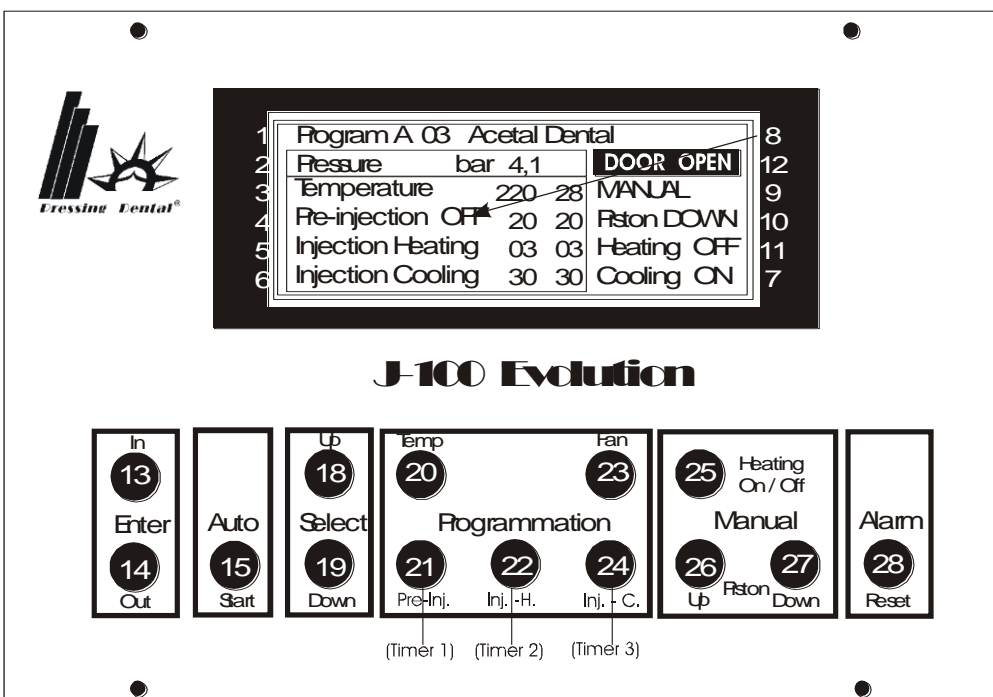 1 Program A 03 Acetal Dental 8
2 Pressure bar 4,1 DOOR OPEN 12
3 Temperature 220 28 MANUAL 9
4 Pre-injection OFF 20 20 Piston DOWN 10
5 Injection Heating 03 03 Heating OFF 11
6 Injection Cooling 30 30 Cooling ON 7
Pressing Dental®
J-100 Evolution
In Up Temp Fan
13 18 20 23 25 Heating On / Off
Enter Auto Select Programmation Manual Alarm
14 15 19 21 22 24 26 Piston 27 28
Out Start Down Pre-Inj. Inj. -H. Inj. - C. Up Down Reset
(Timer 1) (Timer 2) (Timer 3)